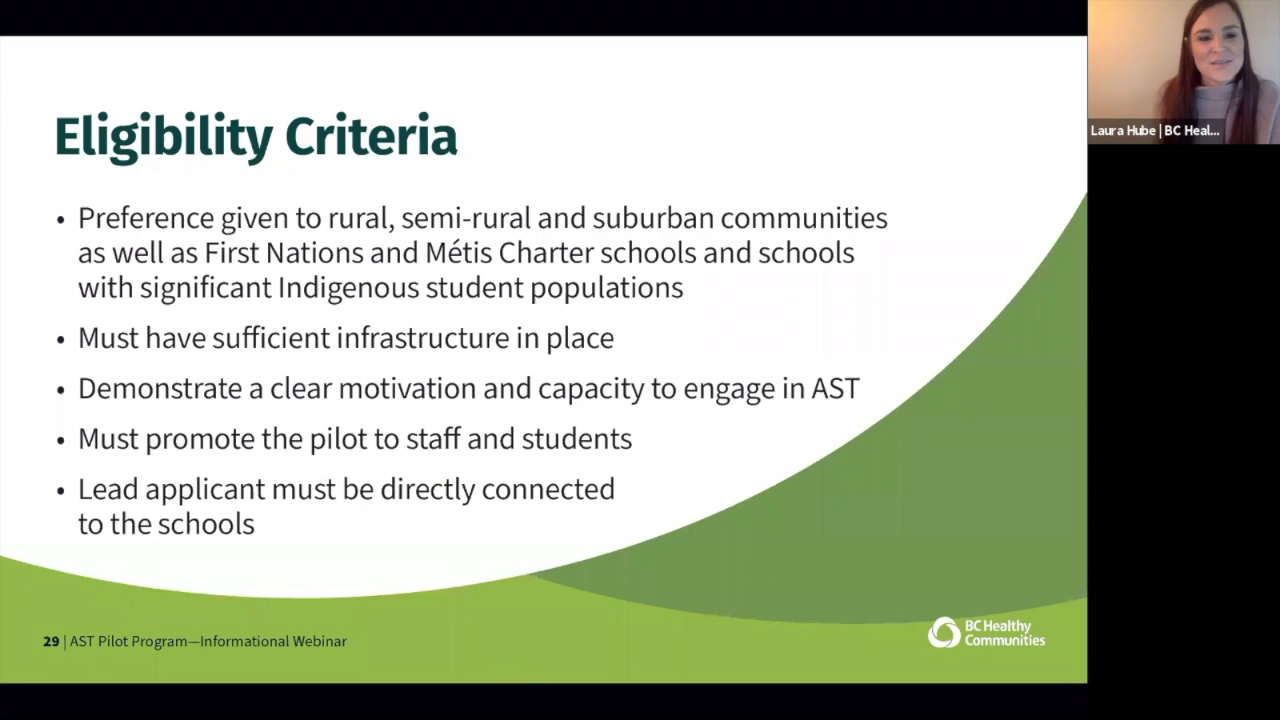 Eligibility Criteria
• Preference given to rural, semi-rural and suburban communities
as well as First Nations and Métis Charter schools and schools
with significant Indigenous student populations
• Must have sufficient infrastructure in place
• Demonstrate a clear motivation and capacity to engage in AST
• Must promote the pilot to staff and students
• Lead applicant must be directly connected
to the schools
29 | AST Pilot Program—Informational Webinar
BC Healthy
Communities
Laura Hube | BC Heal...